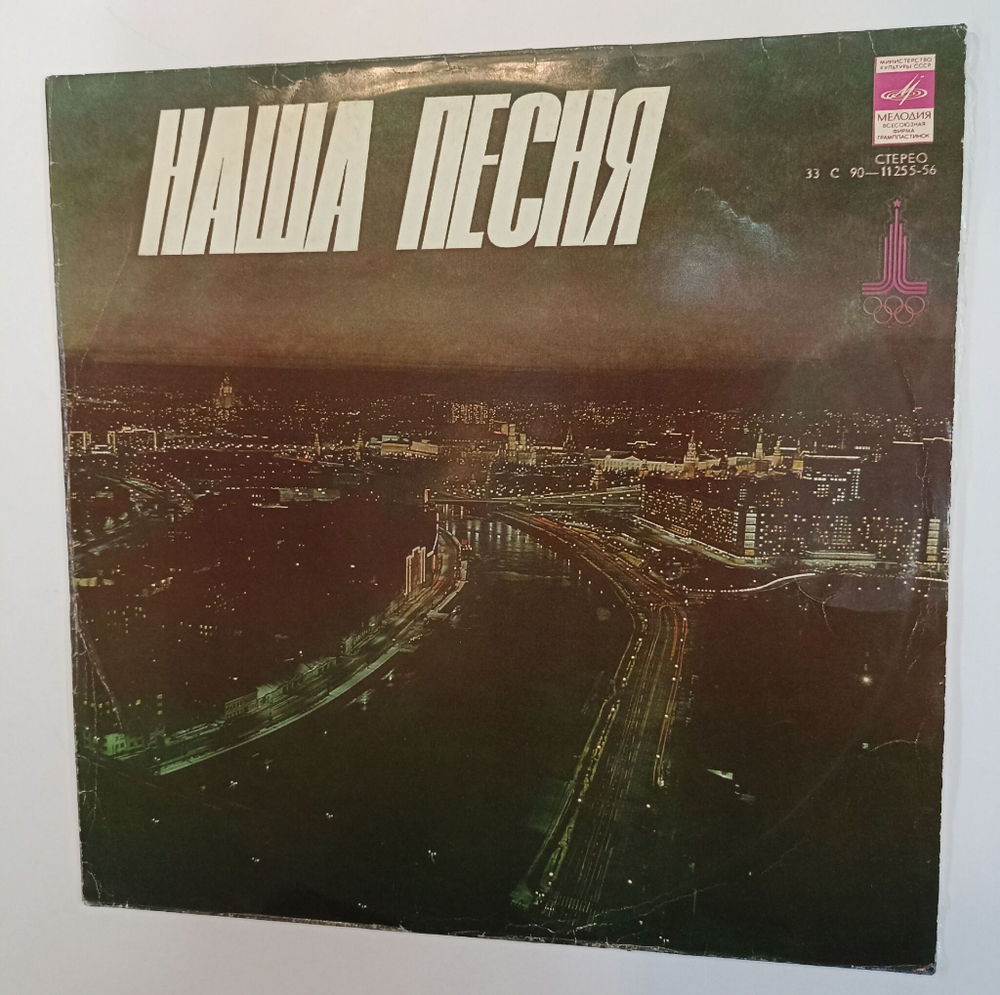 НАША ПЕСНЯ
МИНИСТЕРСТВО
КУЛЬТУРЫ СССР
МЕЛОДИЯ
ВСЕСОЮЗНАЯ
ФИРМА
ГРАМПЛАСТИНОК
СТЕРЕО
33 С 90—11255-56